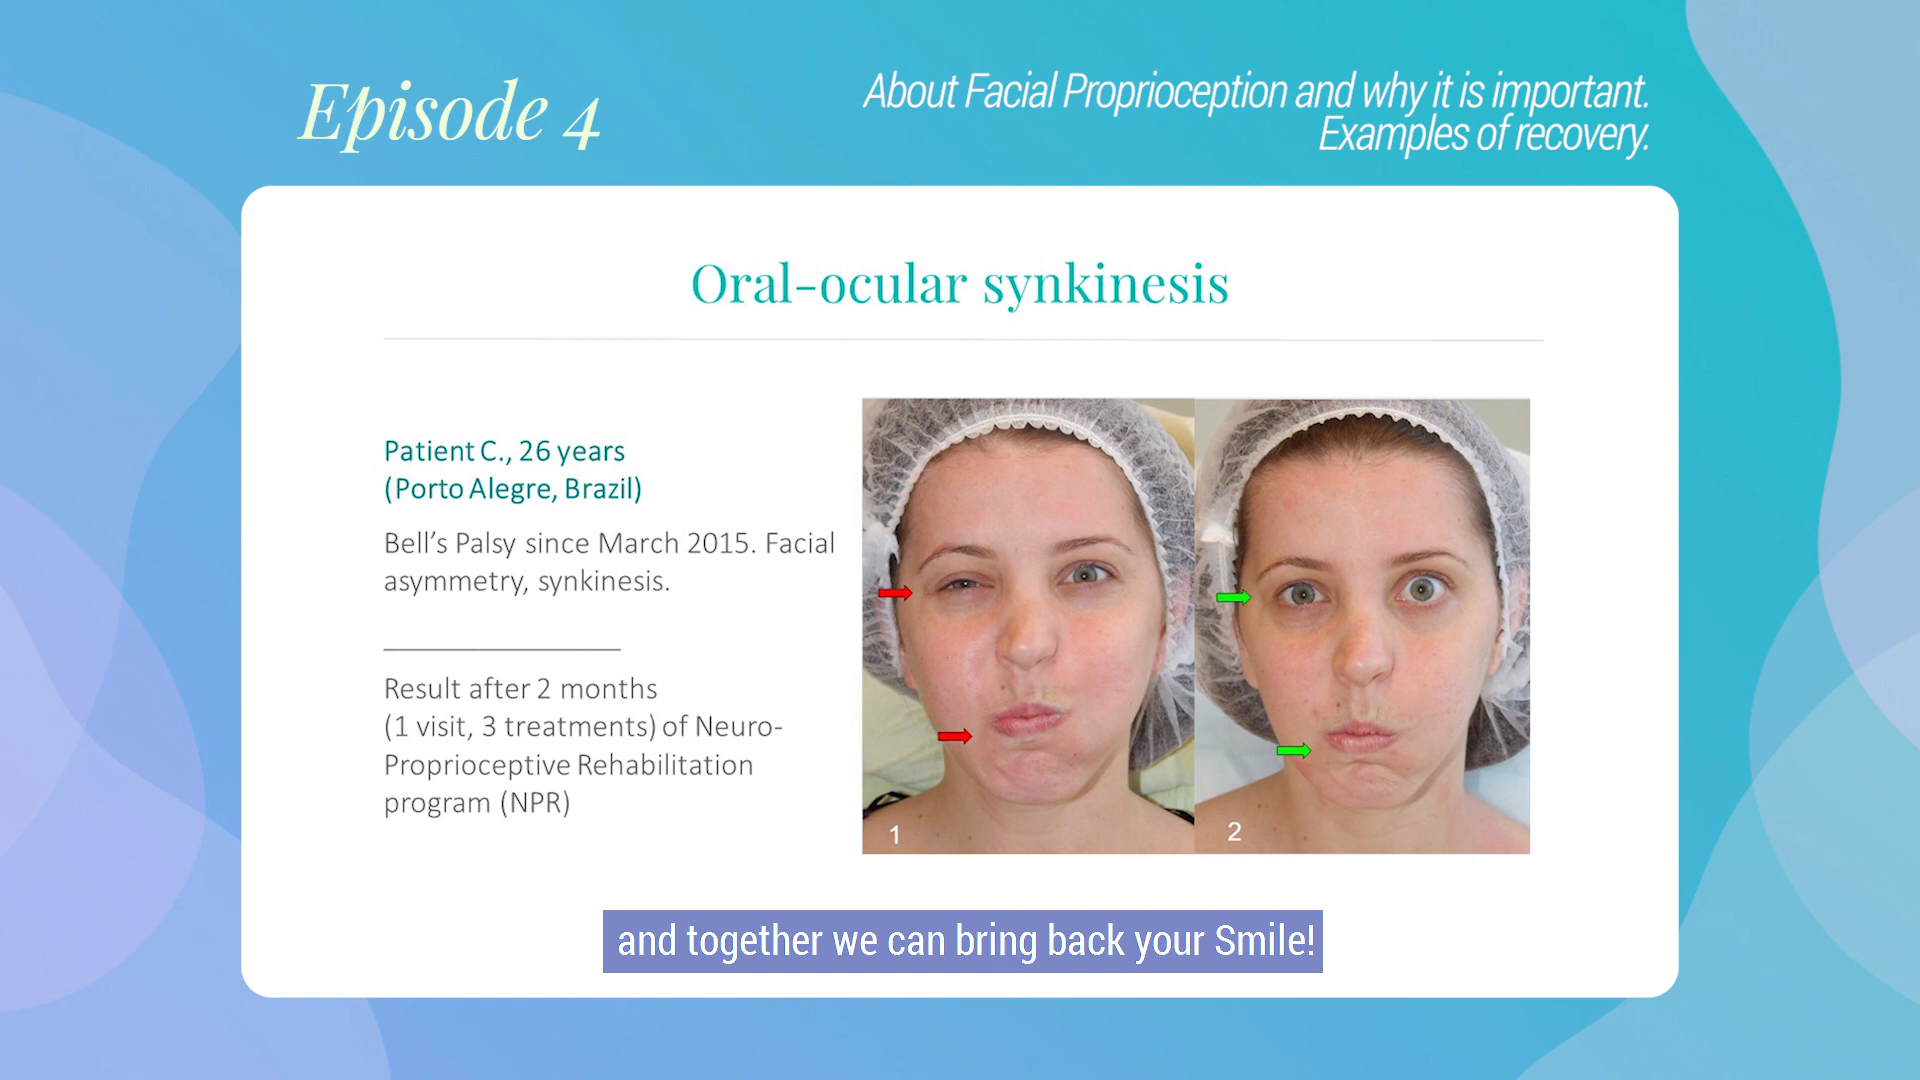 Episode 4
About Facial Proprioception and why it is important.
Examples of recovery.
Oral-ocular synkinesis
Patient C., 26 years
(Porto Alegre, Brazil)
Bell's Palsy since March 2015. Facial
asymmetry, synkinesis.
Result after 2 months
(1 visit, 3 treatments) of Neuro-
Proprioceptive Rehabilitation
program (NPR)
1
2
and together we can bring back your Smile!